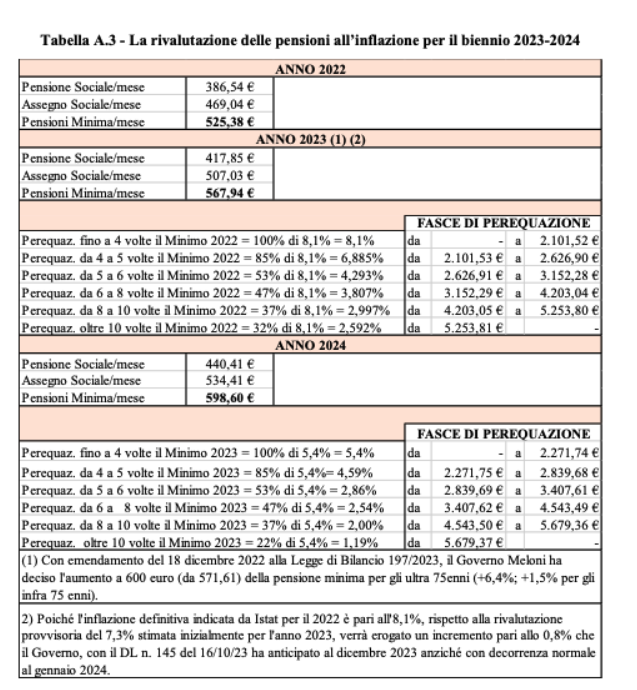 Tabella A.3 - La rivalutazione delle pensioni all'inflazione per il biennio 2023-2024
ANNO 2022
Pensione Sociale/mese 386,54 €
Assegno Sociale/mese 469,04 €
Pensioni Minima/mese 525,38 €
ANNO 2023 (1) (2)
Pensione Sociale/mese 417,85 €
Assegno Sociale/mese 507,03 €
Pensioni Minima/mese 567,94 €
FASCE DI PEREQUAZIONE
Perequaz. fino a 4 volte il Minimo 2022 = 100% di 8,1% = 8,1% da - a 2.101,52 €
Perequaz. da 4 a 5 volte il Minimo 2022 = 85% di 8,1% = 6,885% da 2.101,53 € a 2.626,90 €
Perequaz. da 5 a 6 volte il Minimo 2022 = 53% di 8,1% = 4,293% da 2.626,91 € a 3.152,28 €
Perequaz. da 6 a 8 volte il Minimo 2022 = 47% di 8,1% = 3,807% da 3.152,29 € a 4.203,04 €
Perequaz. da 8 a 10 volte il Minimo 2022 = 37% di 8,1% = 2,997% da 4.203,05 € a 5.253,80 €
Perequaz. oltre 10 volte il Minimo 2022 = 32% di 8,1% = 2,592% da 5.253,81 € -
ANNO 2024
Pensione Sociale/mese 440,41 €
Assegno Sociale/mese 534,41 €
Pensioni Minima/mese 598,60 €
FASCE DI PEREQUAZIONE
Perequaz. fino a 4 volte il Minimo 2023 = 100% di 5,4% = 5,4% da - a 2.271,74 €
Perequaz. da 4 a 5 volte il Minimo 2023 = 85% di 5,4%= 4,59% da 2.271,75 € a 2.839,68 €
Perequaz. da 5 a 6 volte il Minimo 2023 = 53% di 5,4% = 2,86% da 2.839,69 € a 3.407,61 €
Perequaz. da 6 a 8 volte il Minimo 2023 = 47% di 5,4% = 2,54% da 3.407,62 € a 4.543,49 €
Perequaz. da 8 a 10 volte il Minimo 2023 = 37% di 5,4% = 2,00% da 4.543,50 € a 5.679,36 €
Perequaz. oltre 10 volte il Minimo 2023 = 22% di 5,4% = 1,19% da 5.679,37 € -
(1) Con emendamento del 18 dicembre 2022 alla Legge di Bilancio 197/2023, il Governo Meloni ha
deciso l'aumento a 600 euro (da 571,61) della pensione minima per gli ultra 75enni (+6,4%; +1,5% per gli
infra 75 enni).
2) Poiché l'inflazione definitiva indicata da Istat per il 2022 è pari all'8,1%, rispetto alla rivalutazione
provvisoria del 7,3% stimata inizialmente per l'anno 2023, verrà erogato un incremento pari allo 0,8% che
il Governo, con il DL n. 145 del 16/10/23 ha anticipato al dicembre 2023 anziché con decorrenza normale
al gennaio 2024.